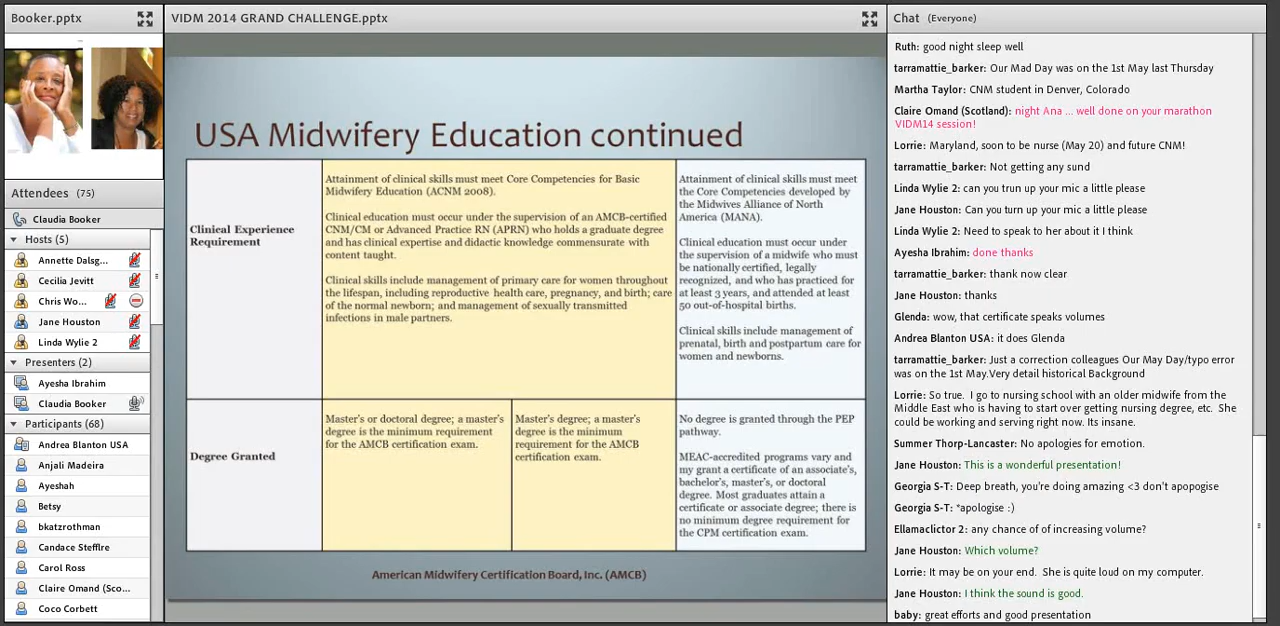 Booker.pptx
Attendees (75)
Claudia Booker
Hosts (5)
Annette Dalsg...
Cecilia Jevitt
Chris Wo...
Jane Houston
Linda Wylie 2
Presenters (2)
Ayesha Ibrahim
Claudia Booker
Participants (68)
Andrea Blanton USA
Anjali Madeira
Ayeshah
Betsy
bkatzrothman
Candace Stefflre
Carol Ross
Claire Omand (Sco...
Coco Corbett
VIDM 2014 GRAND CHALLENGE.pptx
USA Midwifery Education continued
Clinical Experience
Requirement
Attainment of clinical skills must meet Core Competencies for Basic
Midwifery Education (ACNM 2008).
Clinical education must occur under the supervision of an AMCB-certified
CNM/CM or Advanced Practice RN (APRN) who holds a graduate degree
and has clinical expertise and didactic knowledge commensurate with
content taught.
Clinical skills include management of primary care for women throughout
the lifespan, including reproductive health care, pregnancy, and birth; care
of the normal newborn; and management of sexually transmitted
infections in male partners.
Attainment of clinical skills must meet
the Core Competencies developed by
the Midwives Alliance of North
America (MANA).
Clinical education must occur under
the supervision of a midwife who must
be nationally certified, legally
recognized, and who has practiced for
at least 3 years, and attended at least
50 out-of-hospital births.
Clinical skills include management of
prenatal, birth and postpartum care for
women and newborns.
Degree Granted
Master's or doctoral degree; a master's
degree is the minimum requirement
for the AMCB certification exam.
Master's degree; a master's
degree is the minimum
requirement for the AMCB
certification exam.
No degree is granted through the PEP
pathway.
MEAC-accredited programs vary and
my grant a certificate of an associate's,
bachelor's, master's, or doctoral
degree. Most graduates attain a
certificate or associate degree; there is
no minimum degree requirement for
the CPM certification exam.
American Midwifery Certification Board, Inc. (AMCB)
Chat (Everyone)
Ruth: good night sleep well
tarramattie_barker: Our Mad Day was on the 1st May last Thursday
Martha Taylor: CNM student in Denver, Colorado
Claire Omand (Scotland): night Ana ... well done on your marathon
VIDM14 session!
Lorrie: Maryland, soon to be nurse (May 20) and future CNM!
tarramattie_barker: Not getting any sund
Linda Wylie 2: can you trun up your mic a little please
Jane Houston: Can you turn up your mic a little please
Linda Wylie 2: Need to speak to her about it I think
Ayesha Ibrahim: done thanks
tarramattie_barker: thank now clear
Jane Houston: thanks
Glenda: wow, that certificate speaks volumes
Andrea Blanton USA: it does Glenda
tarramattie_barker: Just a correction colleagues Our May Day/typo error
was on the 1st May.Very detail historical Background
Lorrie: So true. I go to nursing school with an older midwife from the
Middle East who is having to start over getting nursing degree, etc. She
could be working and serving right now. Its insane.
Summer Thorp-Lancaster: No apologies for emotion.
Jane Houston: This is a wonderful presentation!
Georgia S-T: Deep breath, you're doing amazing <3 don't apopogise
Georgia S-T: *apologise :)
Ellamaclictor 2: any chance of of increasing volume?
Jane Houston: Which volume?
Lorrie: It may be on your end. She is quite loud on my computer.
Jane Houston: I think the sound is good.
baby: great efforts and good presentation